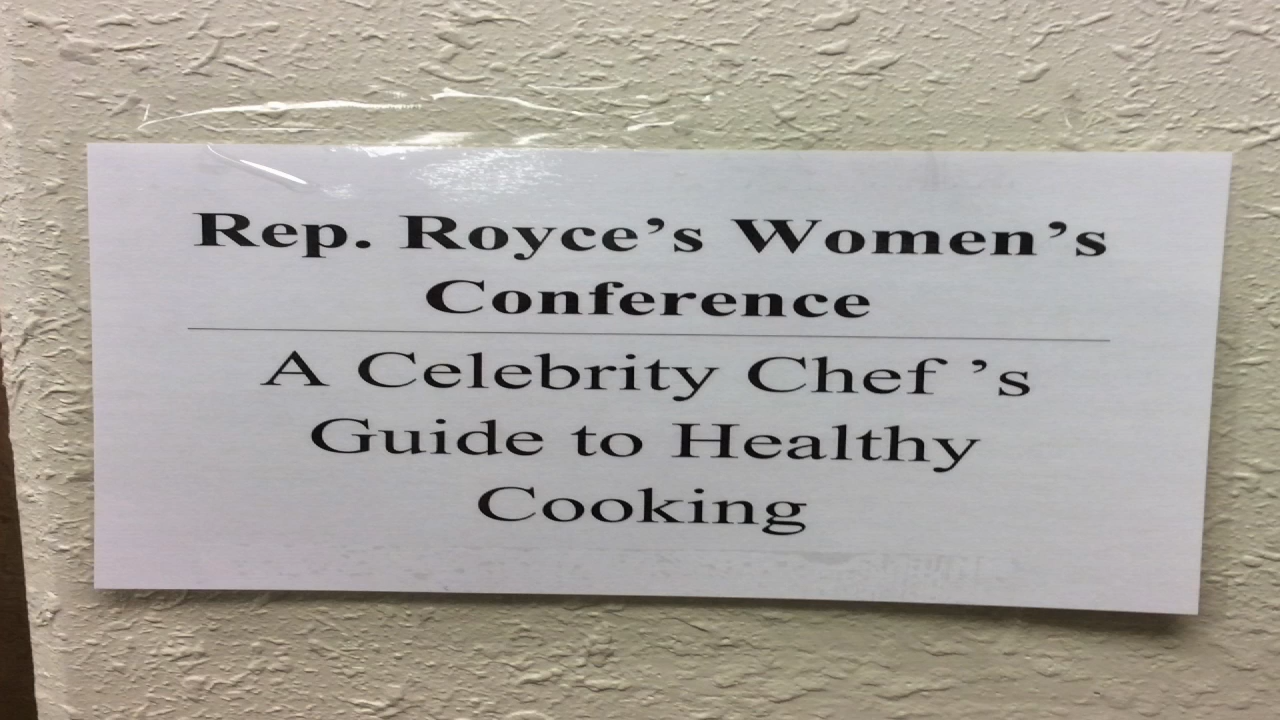 Rep. Royce’s Women’s
Conference
A Celebrity Chef ’s
Guide to Healthy
Cooking